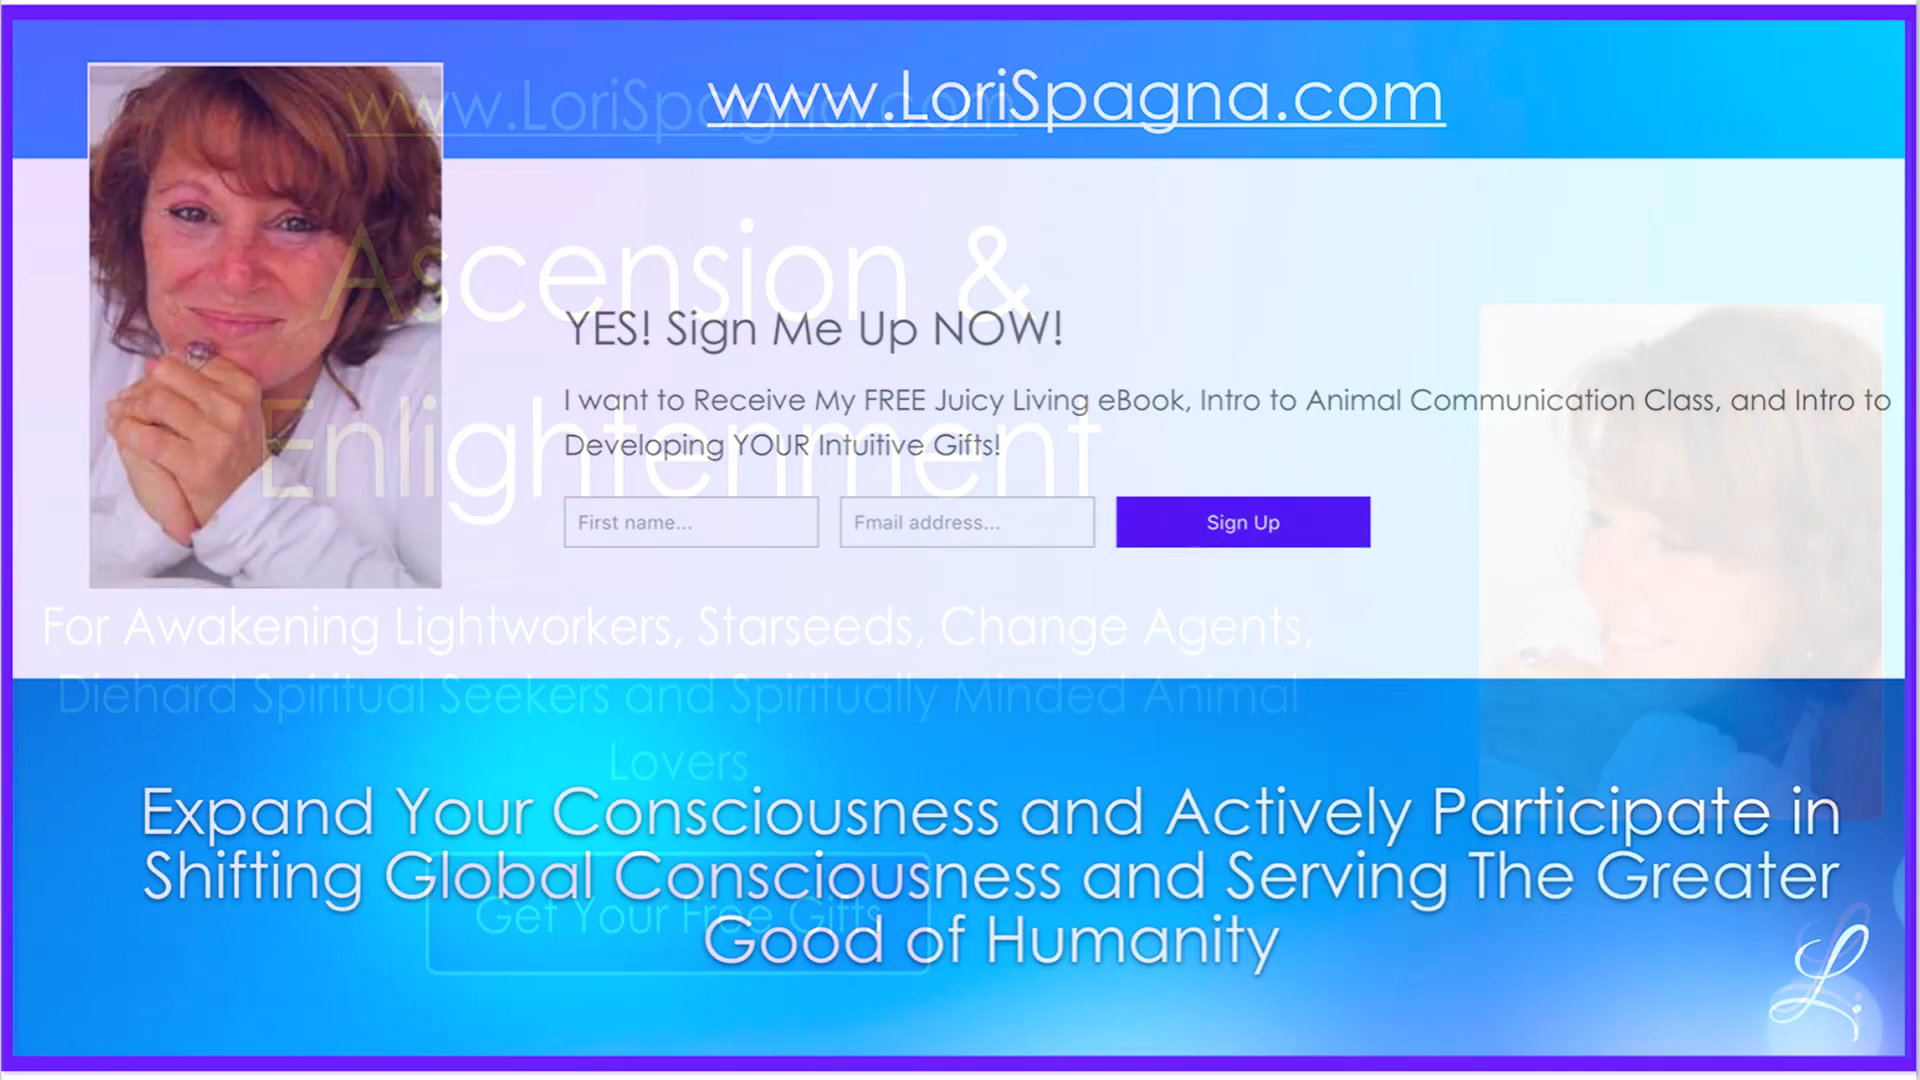 www.LoriSpagna.com
www.LoriSpagna.com
Ascension &
Enlightenment
YES! Sign Me Up NOW!
I want to Receive My FREE Juicy Living eBook, Intro to Animal Communication Class, and Intro to
Developing YOUR Intuitive Gifts!
First name...
Email address...
Sign Up
For Awakening Lightworkers, Starseeds, Change Agents,
Diehard Spiritual Seekers and Spiritually Minded Animal
Lovers
Expand Your Consciousness and Actively Participate in
Shifting Global Consciousness and Serving The Greater
Good of Humanity
Get Your Free Gifts
L.